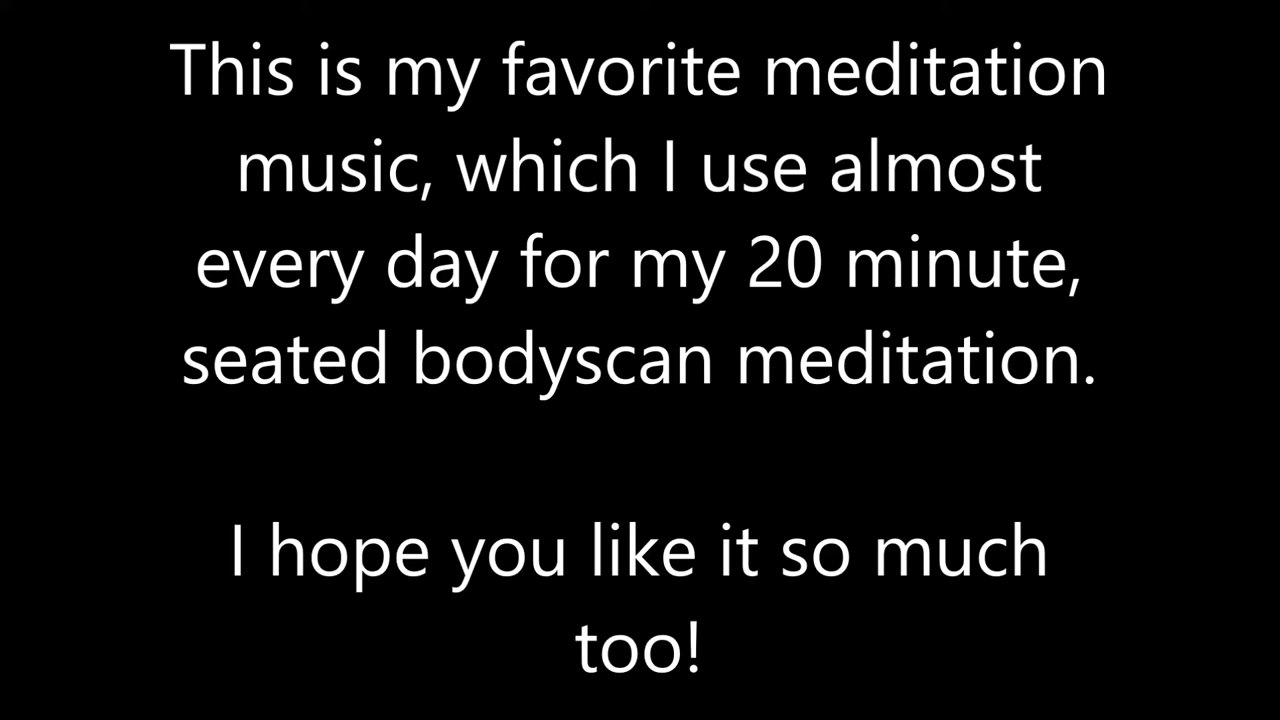 This is my favorite meditation
music, which I use almost
every day for my 20 minute,
seated bodyscan meditation.
I hope you like it so much
too!